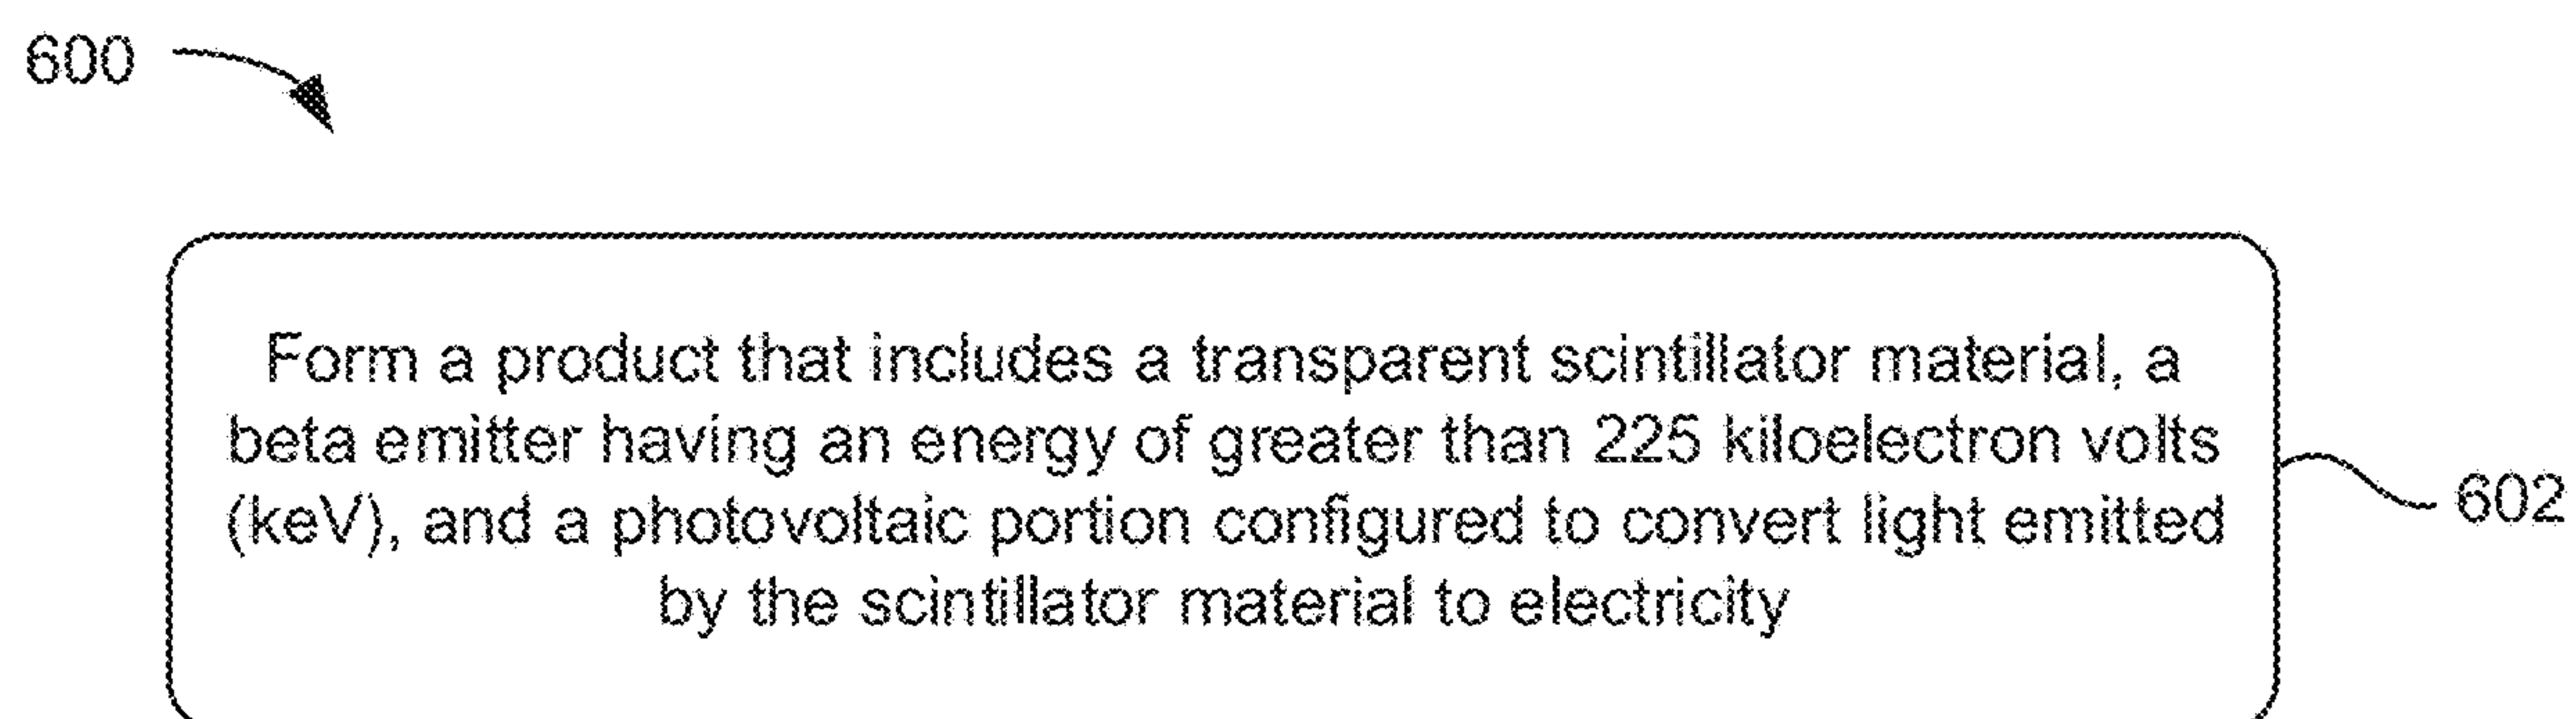 600
Form a product that includes a transparent scintillator material, a
beta emitter having an energy of greater than 225 kiloelectron volts
(keV), and a photovoltaic portion configured to convert light emitted
by the scintillator material to electricity
602